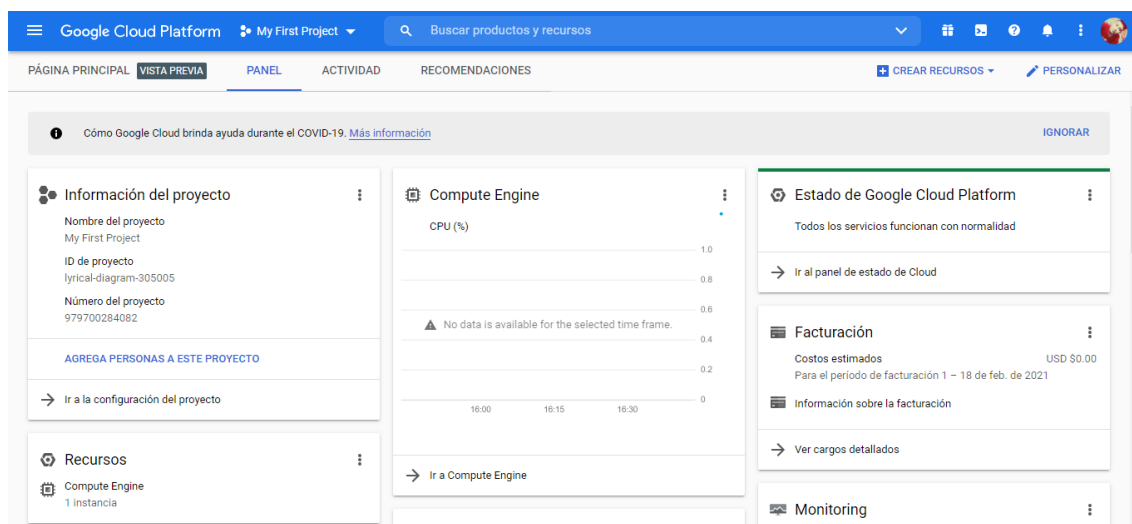 Google Cloud Platform
My First Project
Buscar productos y recursos
PÁGINA PRINCIPAL VISTA PREVIA
PANEL
ACTIVIDAD
RECOMENDACIONES
CREAR RECURSOS
PERSONALIZAR
Cómo Google Cloud brinda ayuda durante el COVID-19. Más información
IGNORAR
Información del proyecto
Nombre del proyecto
My First Project
ID de proyecto
lyrical-diagram-305005
Número del proyecto
979700284082
AGREGA PERSONAS A ESTE PROYECTO
Ir a la configuración del proyecto
Recursos
Compute Engine
1 instancia
Compute Engine
CPU (%)
1.0
0.8
0.6
No data is available for the selected time frame.
0.4
0.2
0
16:00 16:15 16:30
Ir a Compute Engine
Estado de Google Cloud Platform
Todos los servicios funcionan con normalidad
Ir al panel de estado de Cloud
Facturación
Costos estimados USD $0.00
Para el período de facturación 1 – 18 de feb. de 2021
Información sobre la facturación
Ver cargos detallados
Monitoring